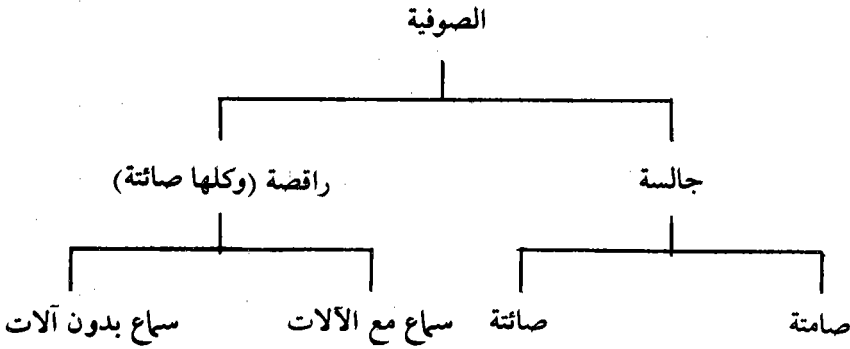 الصوفية
جالسة راقصة (وكلها صائتة)
صامتة صائتة سماع مع الآلات سماع بدون آلات